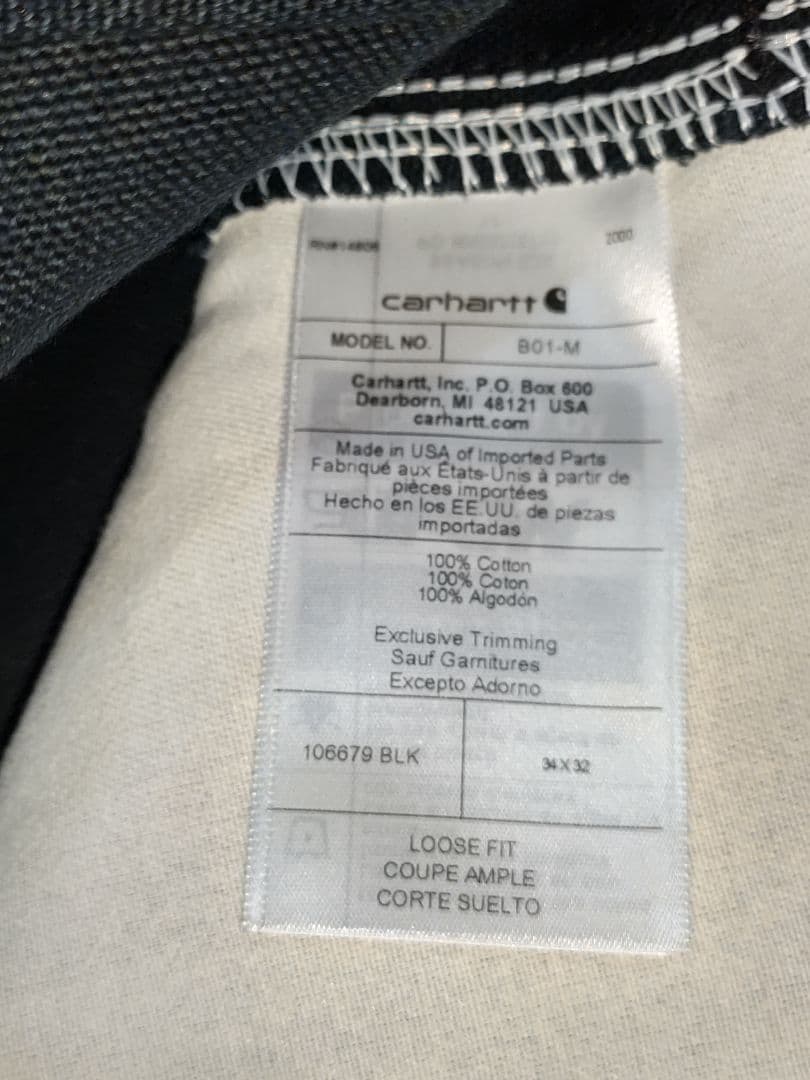 2000
carhartt
MODEL NO. B01-M
Carhartt, Inc. P.O. Box 600
Dearborn, MI 48121 USA
carhartt.com
Made in USA of Imported Parts
Fabriqué aux États-Unis à partir de
pièces importées
Hecho en los EE.UU. de piezas
importadas
100% Cotton
100% Coton
100% Algodón
Exclusive Trimming
Sauf Garnitures
Excepto Adorno
106679 BLK 34 X 32
LOOSE FIT
COUPE AMPLE
CORTE SUELTO